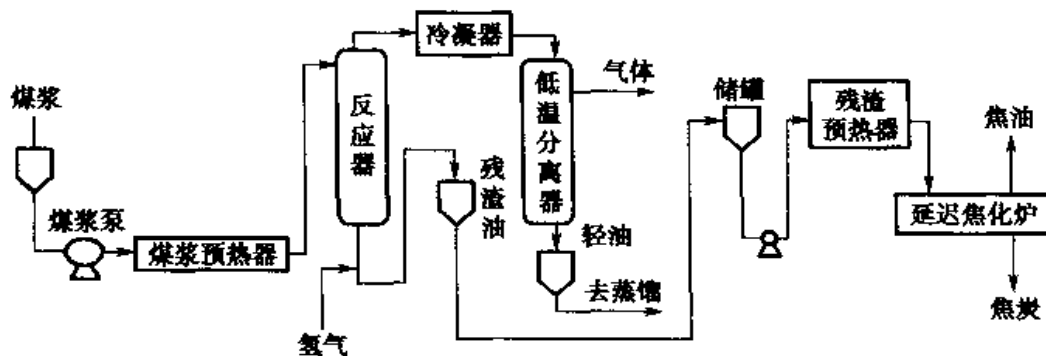 煤浆
煤浆泵
煤浆预热器
氢气
反应器
冷凝器
残渣油
低温分离器
气体
轻油
去蒸馏
储罐
残渣
预热器
延迟焦化炉
焦油
焦炭